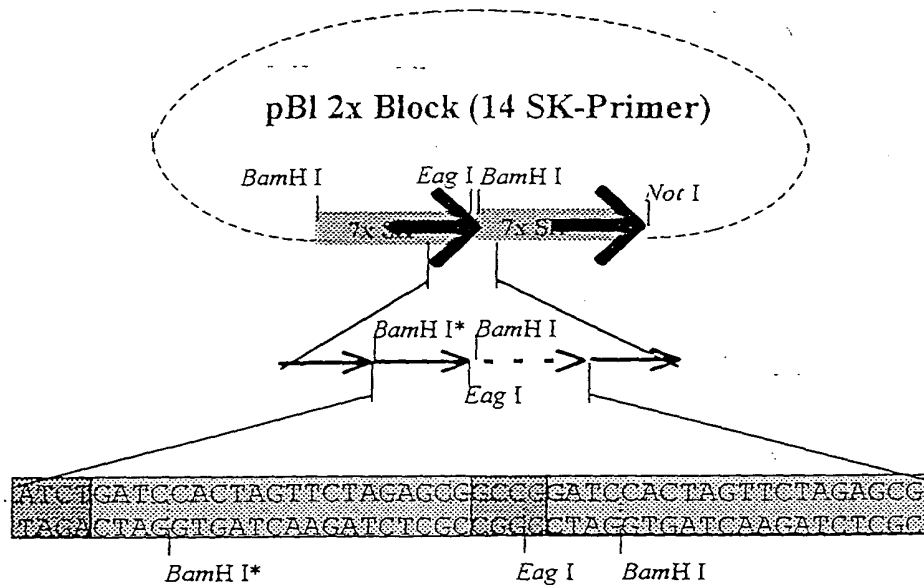 pBl 2x Block (14 SK-Primer)
BamH I Eag I BamH I Not I
7x 7x S
BamH I* BamH I
Eag I
ATCTGATCCACTAGTTCTAGAGCGGCCGGATCCACTAGTTCTAGAGCG
TAGACTAGGTGATCAAGATCTCGCCGGGCTAGGTGATCAAGATCTCGC
BamH I* Eag I BamH I